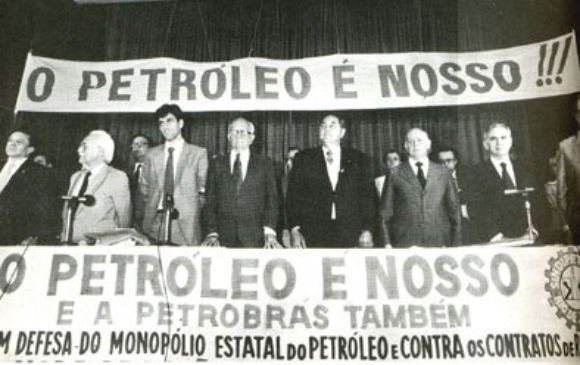 O PETRÓLEO É NOSSO!!!
O PETRÓLEO E NOSSO
E A PETROBRAS TAMBÉM
EM DEFESA DO MONOPÓLIO ESTATAL DO PETRÓLEO E CONTRA OS CONTRATOS DE